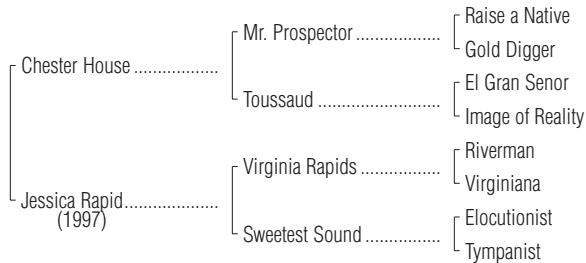 Raise a Native
Mr. Prospector ....................
Gold Digger
Chester House ...................
El Gran Senor
Toussaud .............................
Image of Reality
Riverman
Virginia Rapids ...................
Virginiana
Jessica Rapid .....................
(1997)
Elocutionist
Sweetest Sound ..................
Tympanist